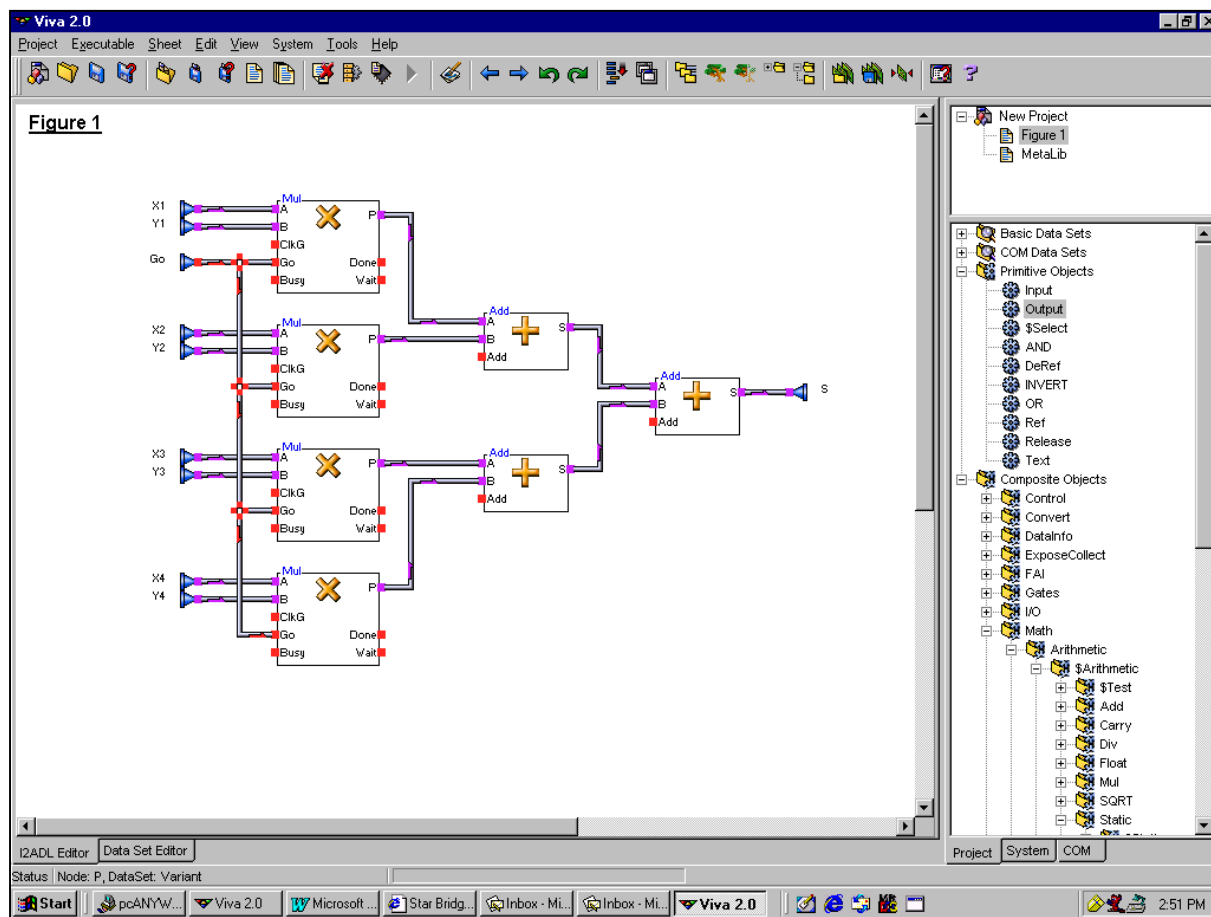 Viva 2.0
Project Executable Sheet Edit View System Tools Help
Figure 1
X1
Y1
Go
Mul
A
B
ClkG
Go
Busy
P
Done
Wait
X2
Y2
Mul
A
B
ClkG
Go
Busy
P
Done
Wait
X3
Y3
Mul
A
B
ClkG
Go
Busy
P
Done
Wait
X4
Y4
Mul
A
B
ClkG
Go
Busy
P
Done
Wait
Add
A
B
Add
S
Add
A
B
Add
S
Add
A
B
Add
S
S
New Project
Figure 1
MetaLib
Basic Data Sets
COM Data Sets
Primitive Objects
Input
Output
$Select
AND
DeRef
INVERT
OR
Ref
Release
Text
Composite Objects
Control
Convert
DataInfo
ExposeCollect
FAI
Gates
I/O
Math
Arithmetic
$Arithmetic
$Test
Add
Carry
Div
Float
Mul
SQRT
Static
I2ADL Editor Data Set Editor
Project System COM
Status Node: P, DataSet: Variant
Start pcANYW... Viva 2.0 Microsoft ... Star Bridg... Inbox - Mi... Inbox - Mi... Viva 2.0 2:51 PM